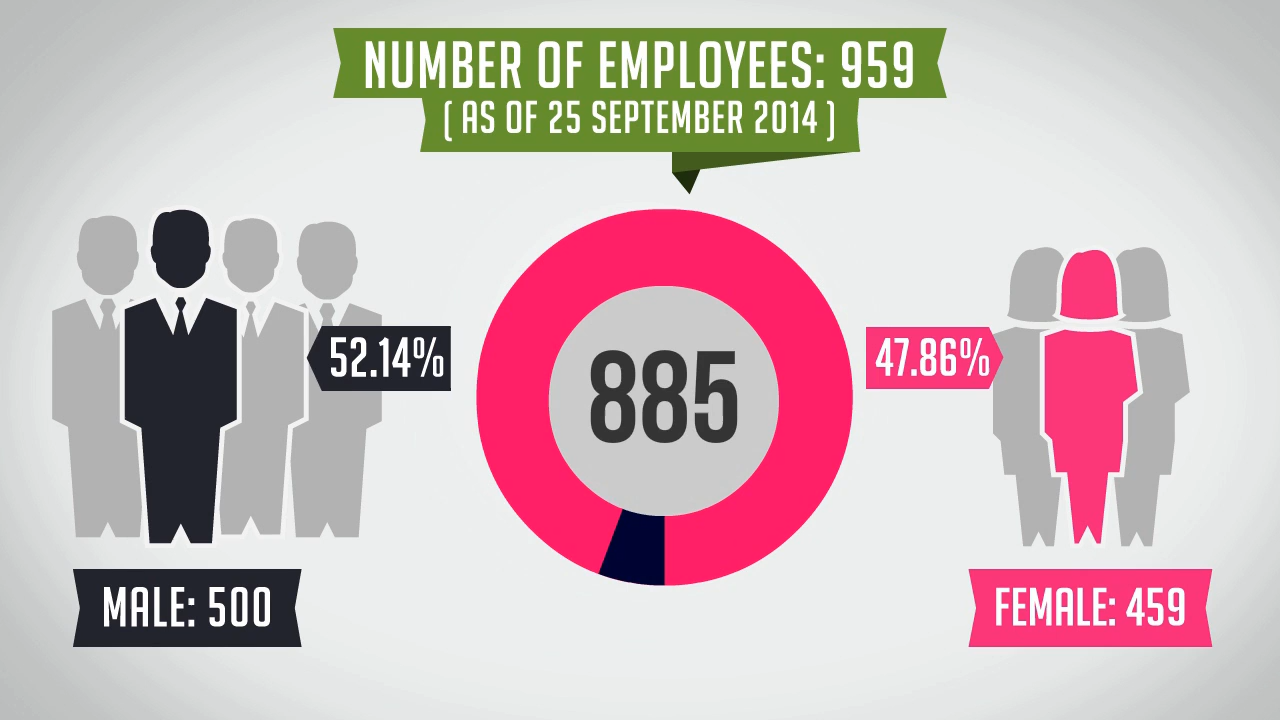 NUMBER OF EMPLOYEES: 959
( AS OF 25 SEPTEMBER 2014 )
52.14%
885
47.86%
MALE: 500
FEMALE: 459